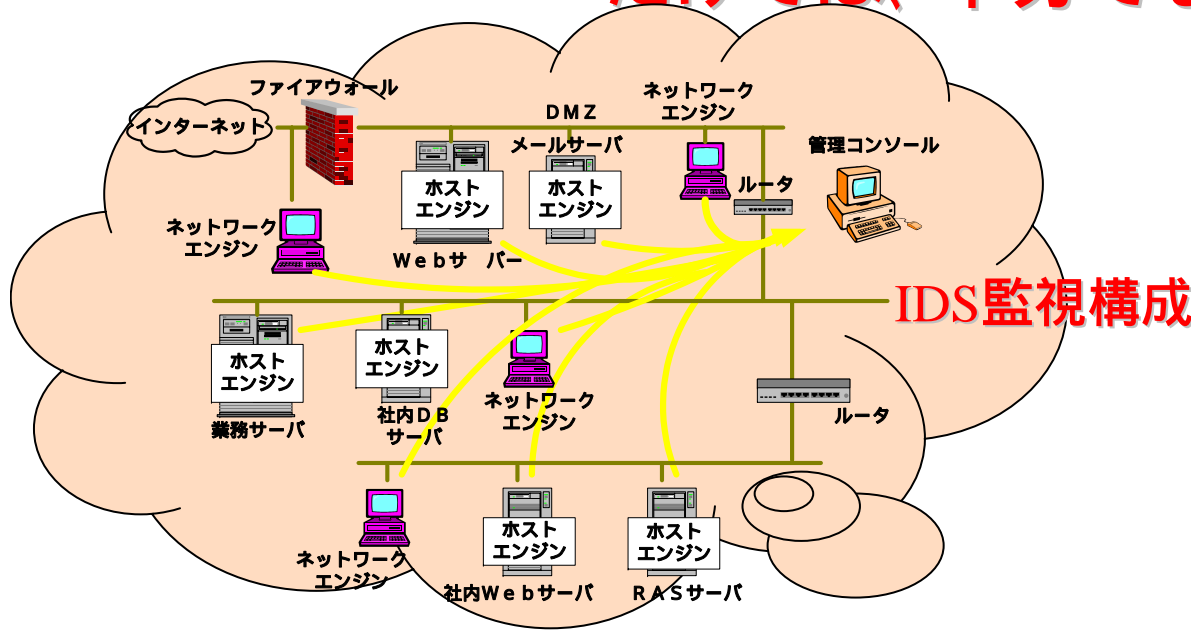 ファイアウォール
ネットワーク
エンジン
インターネット
DMZ
メールサーバ
管理コンソール
ホスト
エンジン
ホスト
エンジン
ルータ
ネットワーク
エンジン
Webサ バー
IDS監視構成
ホスト
エンジン
ホスト
エンジン
ネットワーク
エンジン
業務サーバ
社内DB
サーバ
ルータ
ホスト
エンジン
ホスト
エンジン
ネットワーク
エンジン
社内Webサーバ
RASサーバ